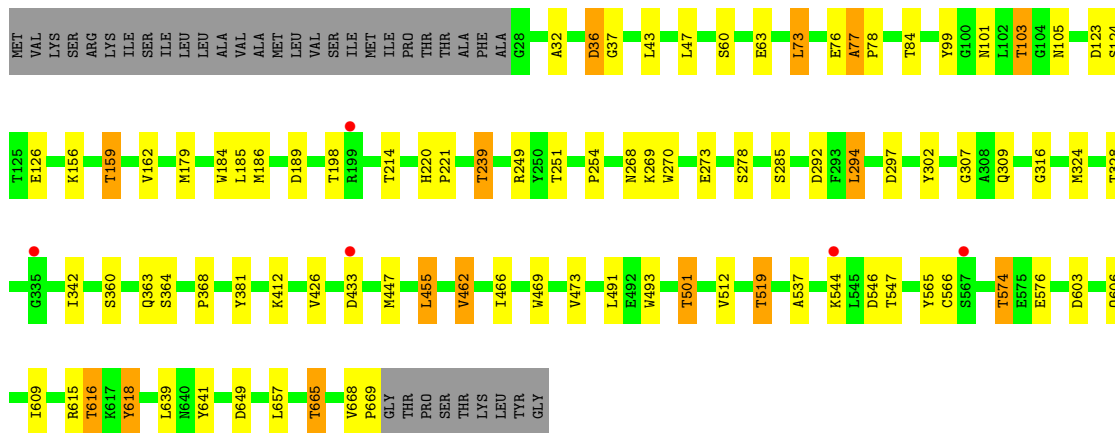 MET VAL LYS SER ARG LYS ILE SER ILE LEU LEU ALA VAL ALA MET LEU VAL SER ILE MET ILE PRO THR THR ALA PHE ALA G28 A32 D36 G37 L43 L47 S60 E63 L73 E76 A77 P78 T84 Y99 G100 N101 L102 T103 G104 N105 D123 S124
T125 E126 K156 T159 V162 M179 W184 L185 M186 D189 T198 R199 T214 H220 P221 T239 R249 Y250 T251 P254 N268 K269 W270 E273 S278 S285 D292 F293 L294 D297 Y302 G307 A308 Q309 G316 M324
G335 I342 S360 Q363 S364 P368 Y381 K412 V426 D433 M447 L455 V462 I466 W469 V473 L491 E492 W493 T501 V512 T519 A537 K544 L545 D546 T547 Y565 C566 S567 T574 E575 E576 D603
I609 R615 T616 K617 Y618 L639 N640 Y641 D649 L657 T665 V668 P669 GLY THR PRO SER THR LYS LEU TYR GLY